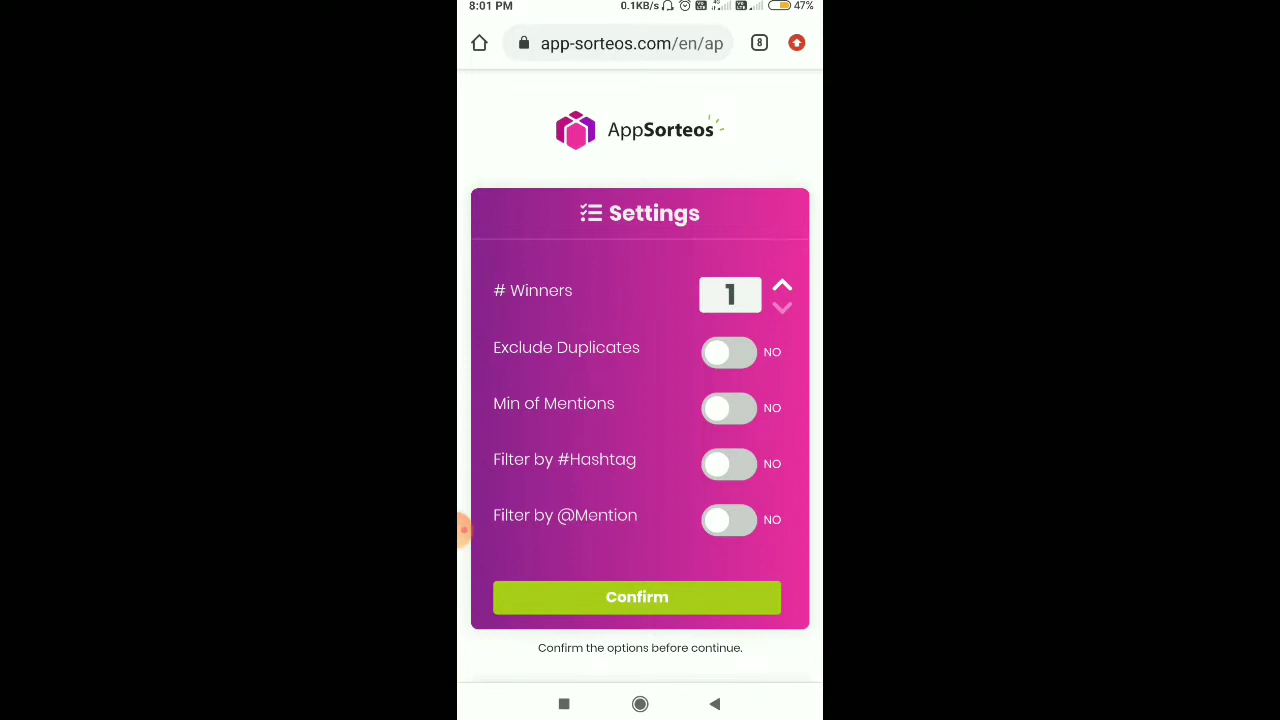 8:01 PM 0.1KB/s 47%
app-sorteos.com/en/ap 8
AppSorteos
Settings
# Winners 1
Exclude Duplicates NO
Min of Mentions NO
Filter by #Hashtag NO
Filter by @Mention NO
Confirm
Confirm the options before continue.